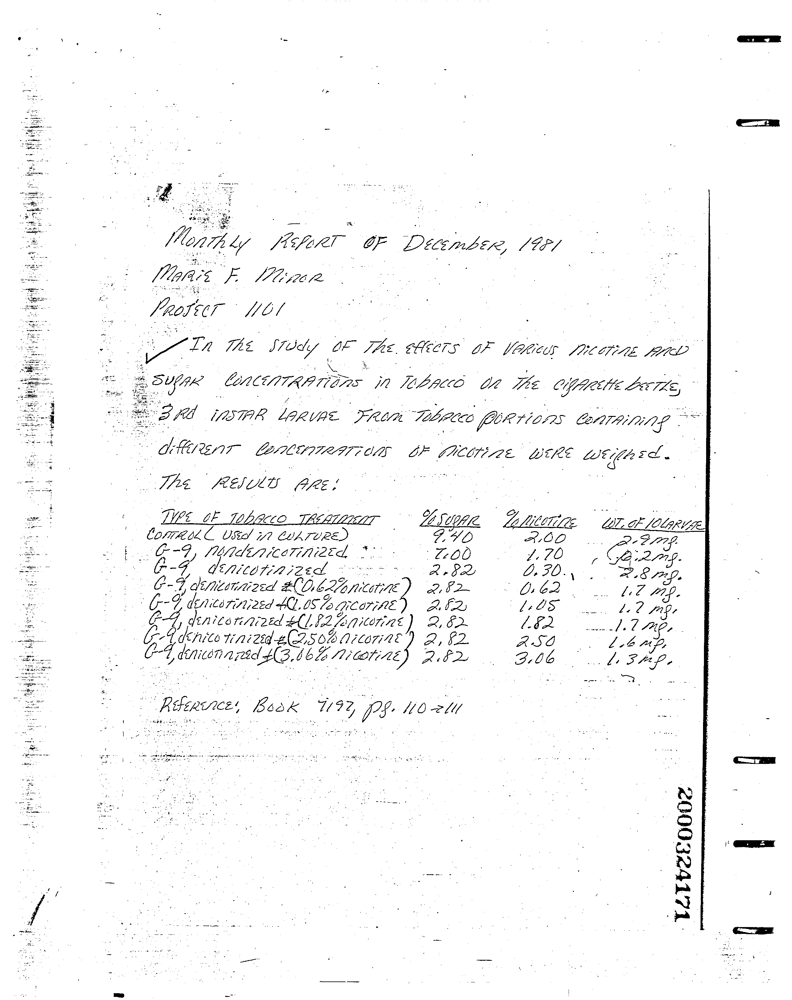 Monthly Report of December, 1981
Marie F. Minor
Project 1101
✓ In the study of the effects of various nicotine and
sugar concentrations in tobacco on the cigarette beetle,
3rd instar larvae from tobacco portions containing
different concentrations of nicotine were weighed.
The results are:
Type of tobacco treatment % sugar % nicotine wt. of 10 larvae
Control (used in culture) 9.40 2.00 2.9 mg.
G-9, nondenicotinized 7.00 1.70 .2 mg.
G-9, denicotinized 2.82 0.30 2.8 mg.
G-9, denicotinized + (0.62% nicotine) 2.82 0.62 1.7 mg.
G-9, denicotinized + (1.05% nicotine) 2.82 1.05 1.7 mg.
G-9, denicotinized + (1.82% nicotine) 2.82 1.82 1.7 mg.
G-9, denicotinized + (2.50% nicotine) 2.82 2.50 1.6 mg.
G-9, denicotinized + (3.06% nicotine) 2.82 3.06 1.3 mg.
Reference: Book 7197, pg. 110-111
2000324171